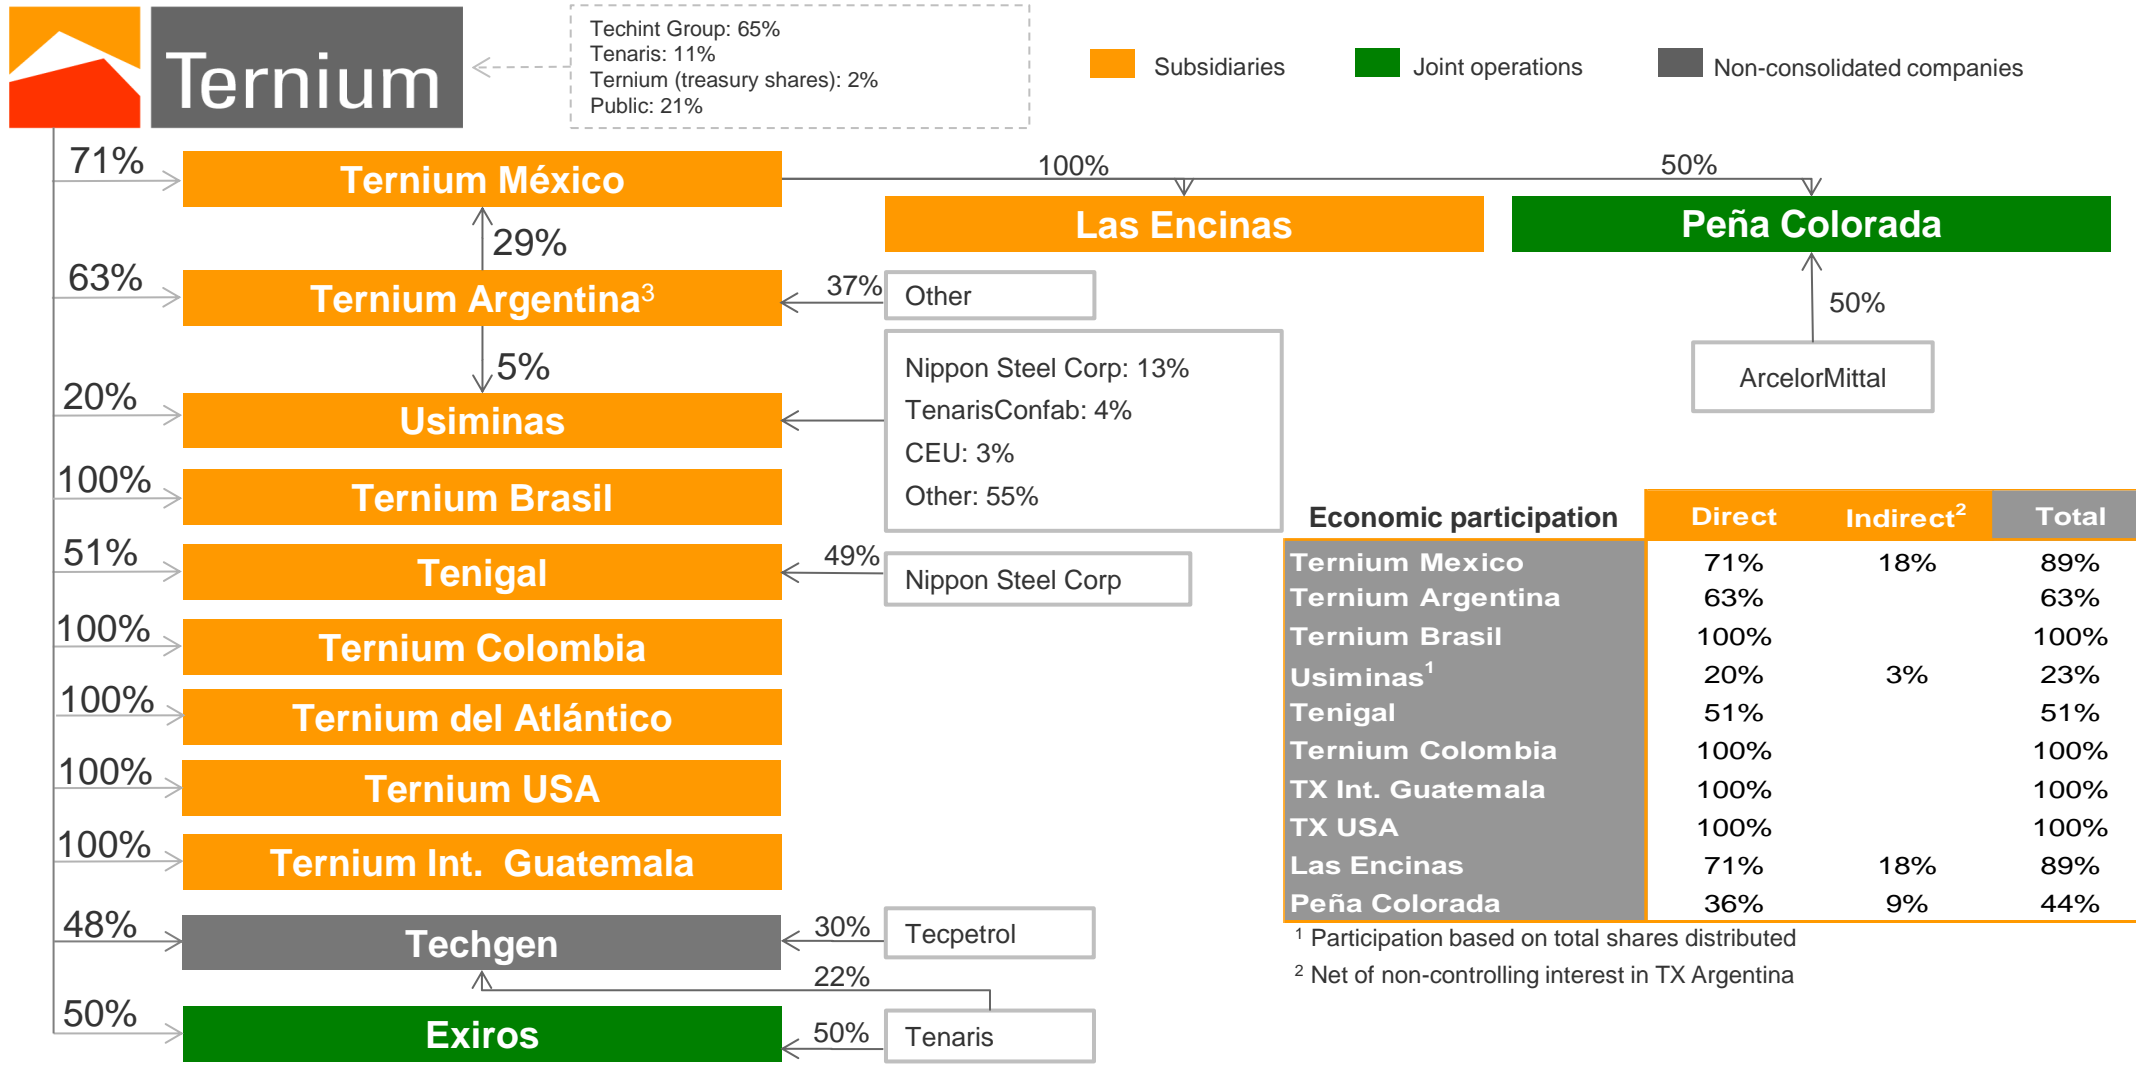 Ternium
Techint Group: 65%
Tenaris: 11%
Ternium (treasury shares): 2%
Public: 21%
Subsidiaries
Joint operations
Non-consolidated companies
71%
Ternium México
100%
50%
Las Encinas
Peña Colorada
29%
63%
Ternium Argentina³
37%
Other
50%
ArcelorMittal
5%
20%
Usiminas
Nippon Steel Corp: 13%
TenarisConfab: 4%
CEU: 3%
Other: 55%
100%
Ternium Brasil
51%
Tenigal
49%
Nippon Steel Corp
100%
Ternium Colombia
100%
Ternium del Atlántico
100%
Ternium USA
100%
Ternium Int. Guatemala
48%
Techgen
30%
Tecpetrol
22%
50%
Exiros
50%
Tenaris
Economic participation Direct Indirect² Total
Ternium Mexico 71% 18% 89%
Ternium Argentina 63% 63%
Ternium Brasil 100% 100%
Usiminas¹ 20% 3% 23%
Tenigal 51% 51%
Ternium Colombia 100% 100%
TX Int. Guatemala 100% 100%
TX USA 100% 100%
Las Encinas 71% 18% 89%
Peña Colorada 36% 9% 44%
¹ Participation based on total shares distributed
² Net of non-controlling interest in TX Argentina